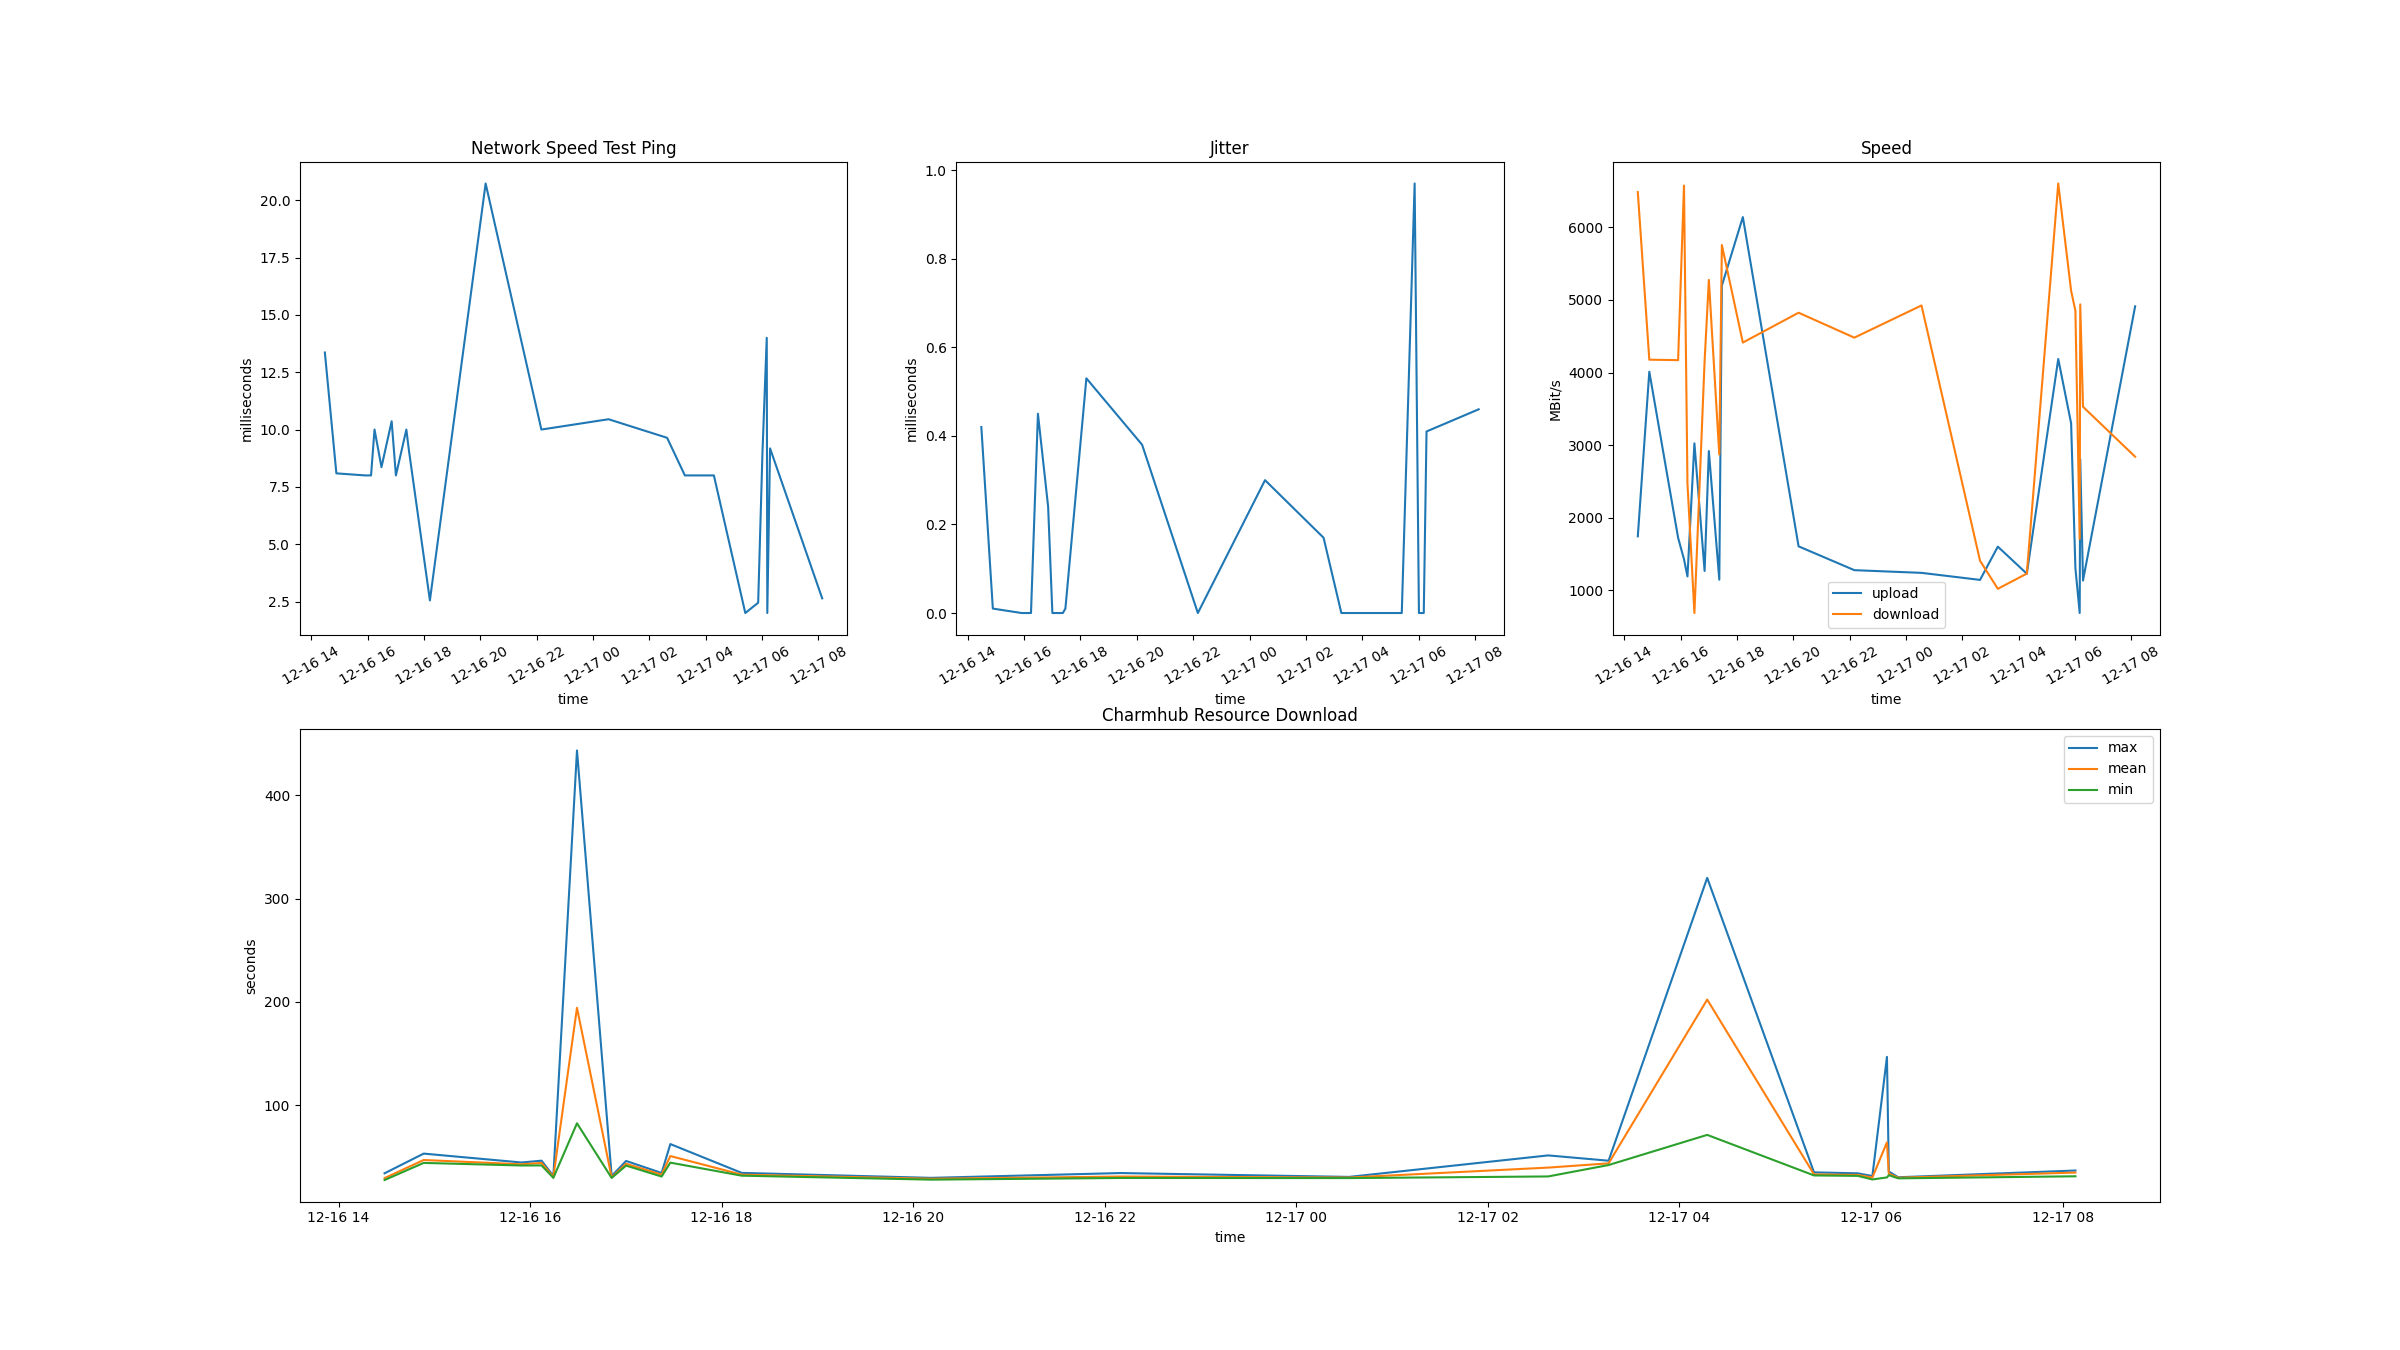 Network Speed Test Ping
milliseconds
20.0
17.5
15.0
12.5
10.0
7.5
5.0
2.5
12-16 14 12-16 16 12-16 18 12-16 20 12-16 22 12-17 00 12-17 02 12-17 04 12-17 06 12-17 08
time
Jitter
milliseconds
1.0
0.8
0.6
0.4
0.2
0.0
12-16 14 12-16 16 12-16 18 12-16 20 12-16 22 12-17 00 12-17 02 12-17 04 12-17 06 12-17 08
time
Speed
MBit/s
6000
5000
4000
3000
2000
1000
upload
download
12-16 14 12-16 16 12-16 18 12-16 20 12-16 22 12-17 00 12-17 02 12-17 04 12-17 06 12-17 08
time
Charmhub Resource Download
seconds
400
300
200
100
max
mean
min
12-16 14 12-16 16 12-16 18 12-16 20 12-16 22 12-17 00 12-17 02 12-17 04 12-17 06 12-17 08
time